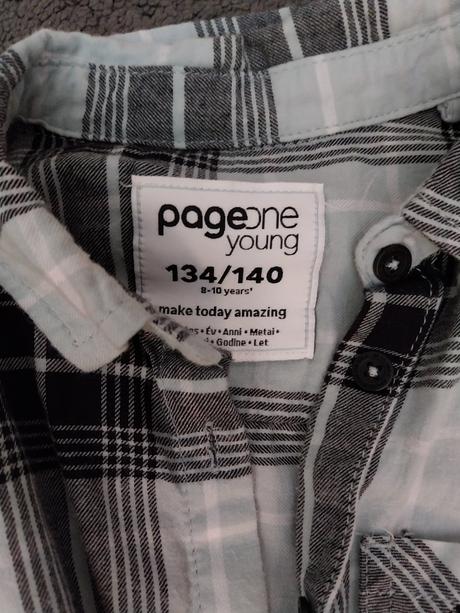 pageone
young
134/140
8-10 years'
make today amazing
• Év • Anni • Metai •
• Godine • Let